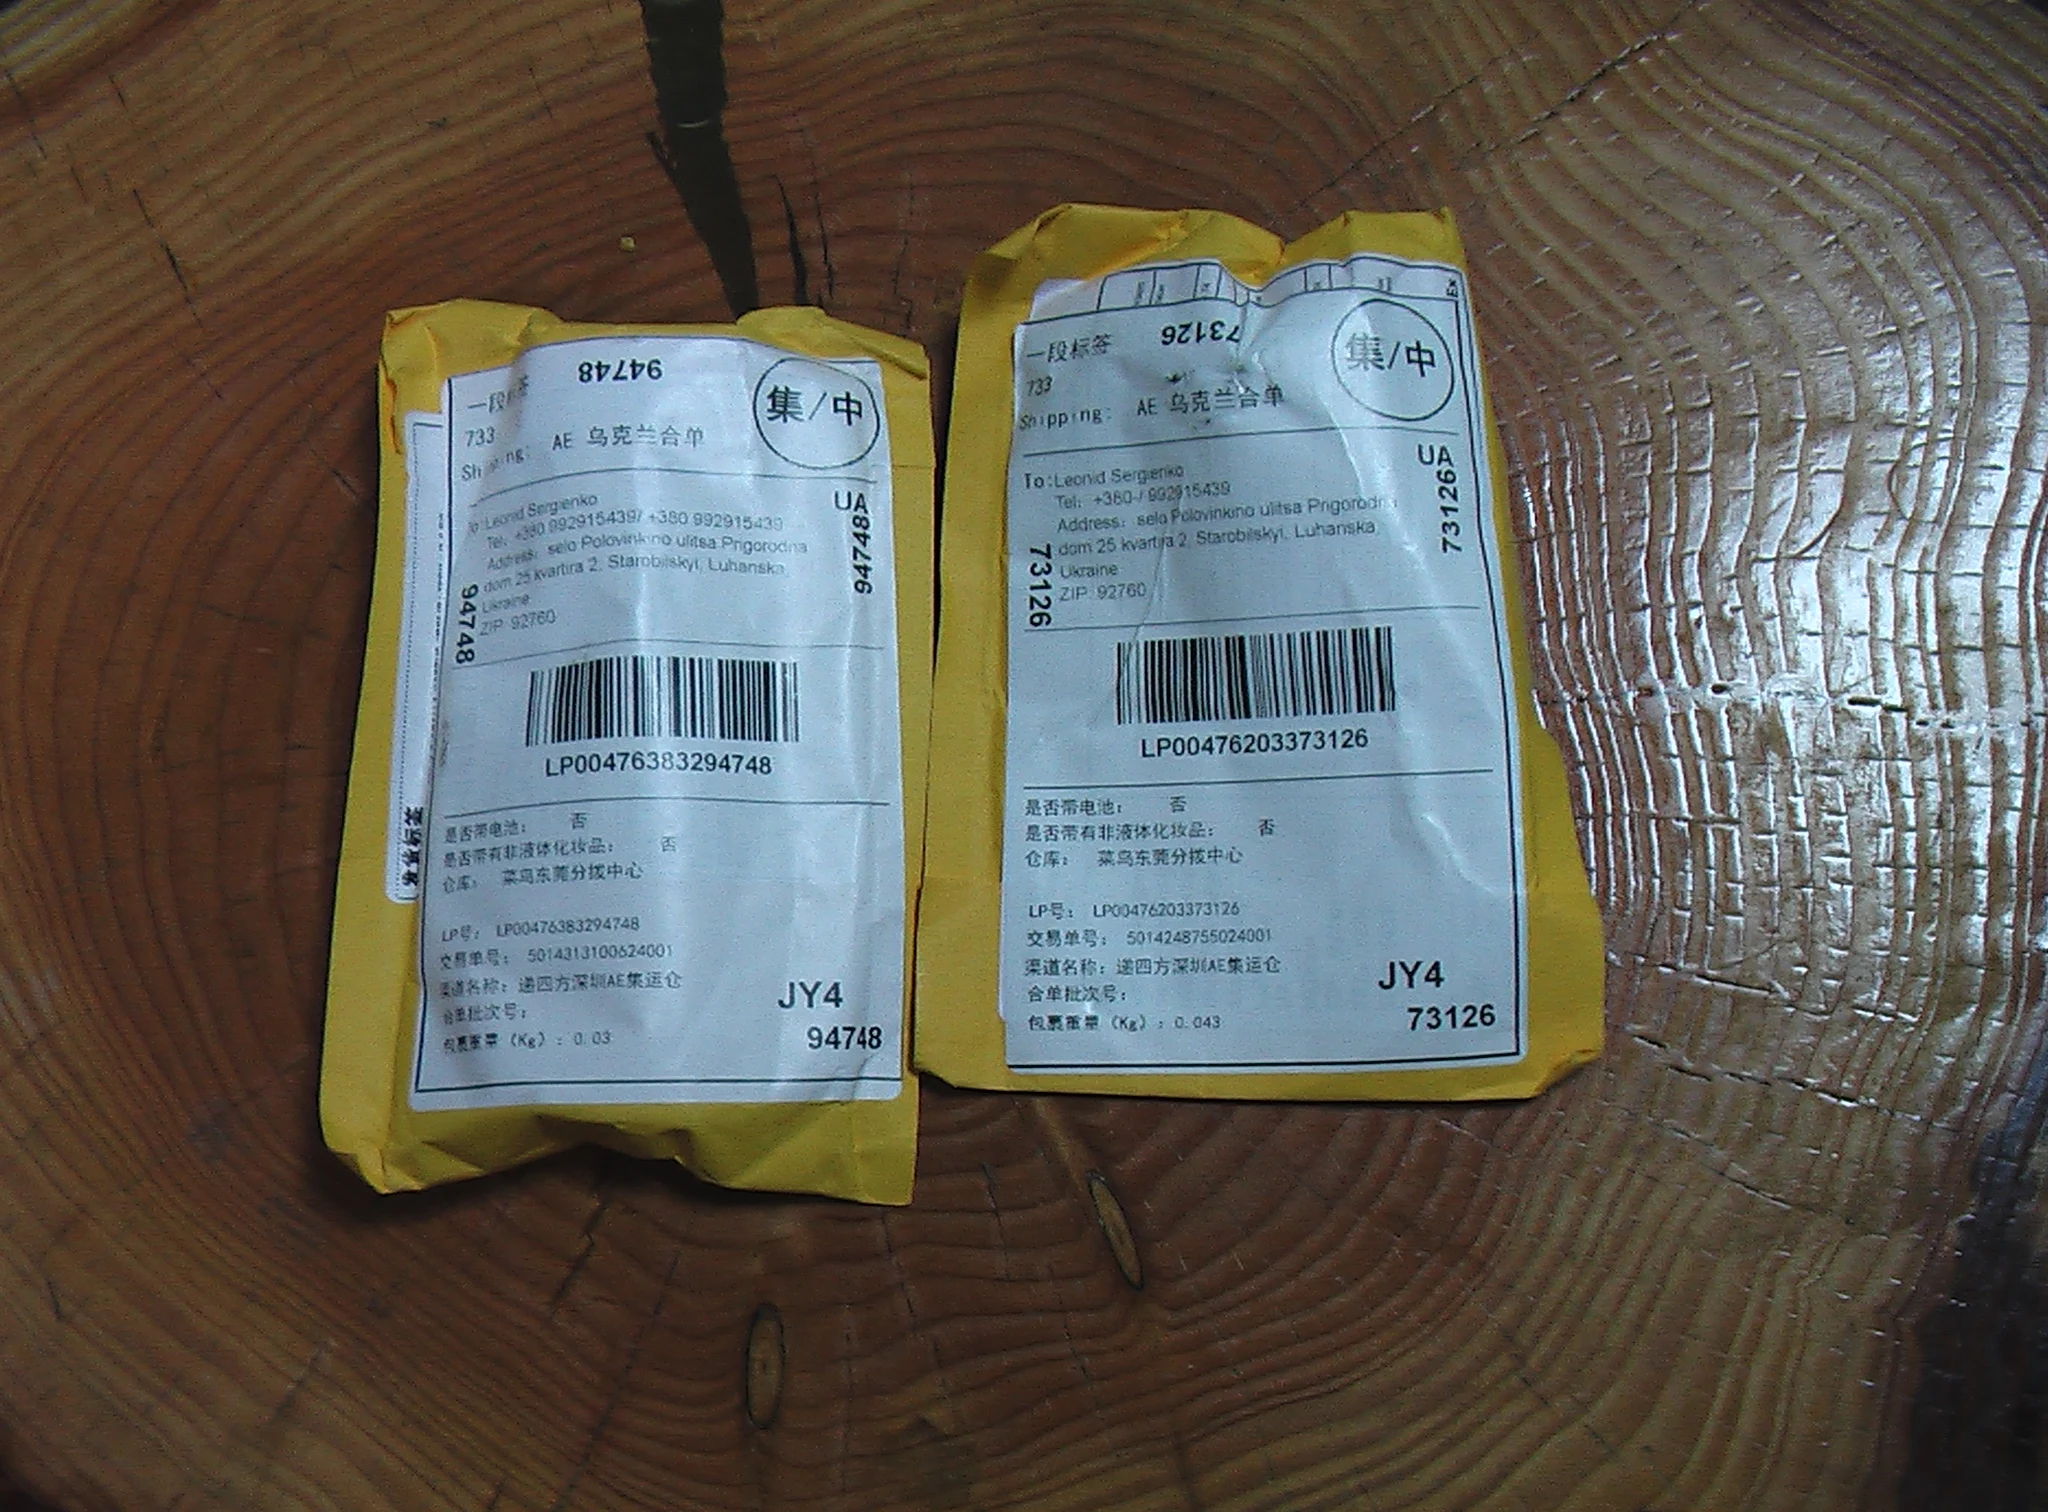 94748
一段标签
733
Shipping: AE 乌克兰合单
集/中
To: Leonid Sergienko
Tel: +380 992915439/ +380 992915439
Address: selo Polovinkino ulitsa Prigorodna
dom 25 kvartira 2, Starobilskyi, Luhanska,
Ukraine
ZIP: 92760
UA
94748
94748
LP00476383294748
是否带电池: 否
是否带有非液体化妆品: 否
仓库: 菜鸟东莞分拨中心
LP号: LP00476383294748
交易单号: 5014313100624001
渠道名称: 递四方深圳AE集运仓
合单批次号:
包裹重量 (Kg) : 0.03
JY4
94748
发货标签
73126
一段标签
733
Shipping: AE 乌克兰合单
集/中
To: Leonid Sergienko
Tel: +380-/ 992915439
Address: selo Polovinkino ulitsa Prigorodna
dom 25 kvartira 2, Starobilskyi, Luhanska,
Ukraine
ZIP: 92760
UA
73126
73126
LP00476203373126
是否带电池: 否
是否带有非液体化妆品: 否
仓库: 菜鸟东莞分拨中心
LP号: LP00476203373126
交易单号: 5014248755024001
渠道名称: 递四方深圳AE集运仓
合单批次号:
包裹重量 (Kg) : 0.043
JY4
73126